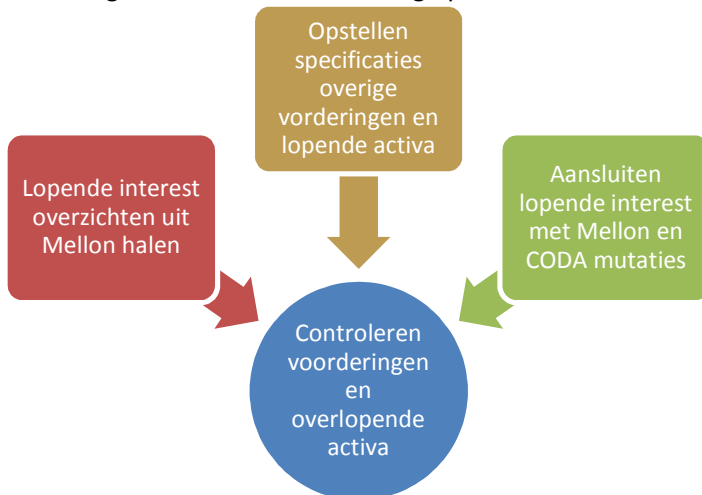 Opstellen
specificaties
overige
vorderingen en
lopende activa
Lopende interest
overzichten uit
Mellon halen
Aansluiten
lopende interest
met Mellon en
CODA mutaties
Controleren
voorderingen
en
overlopende
activa